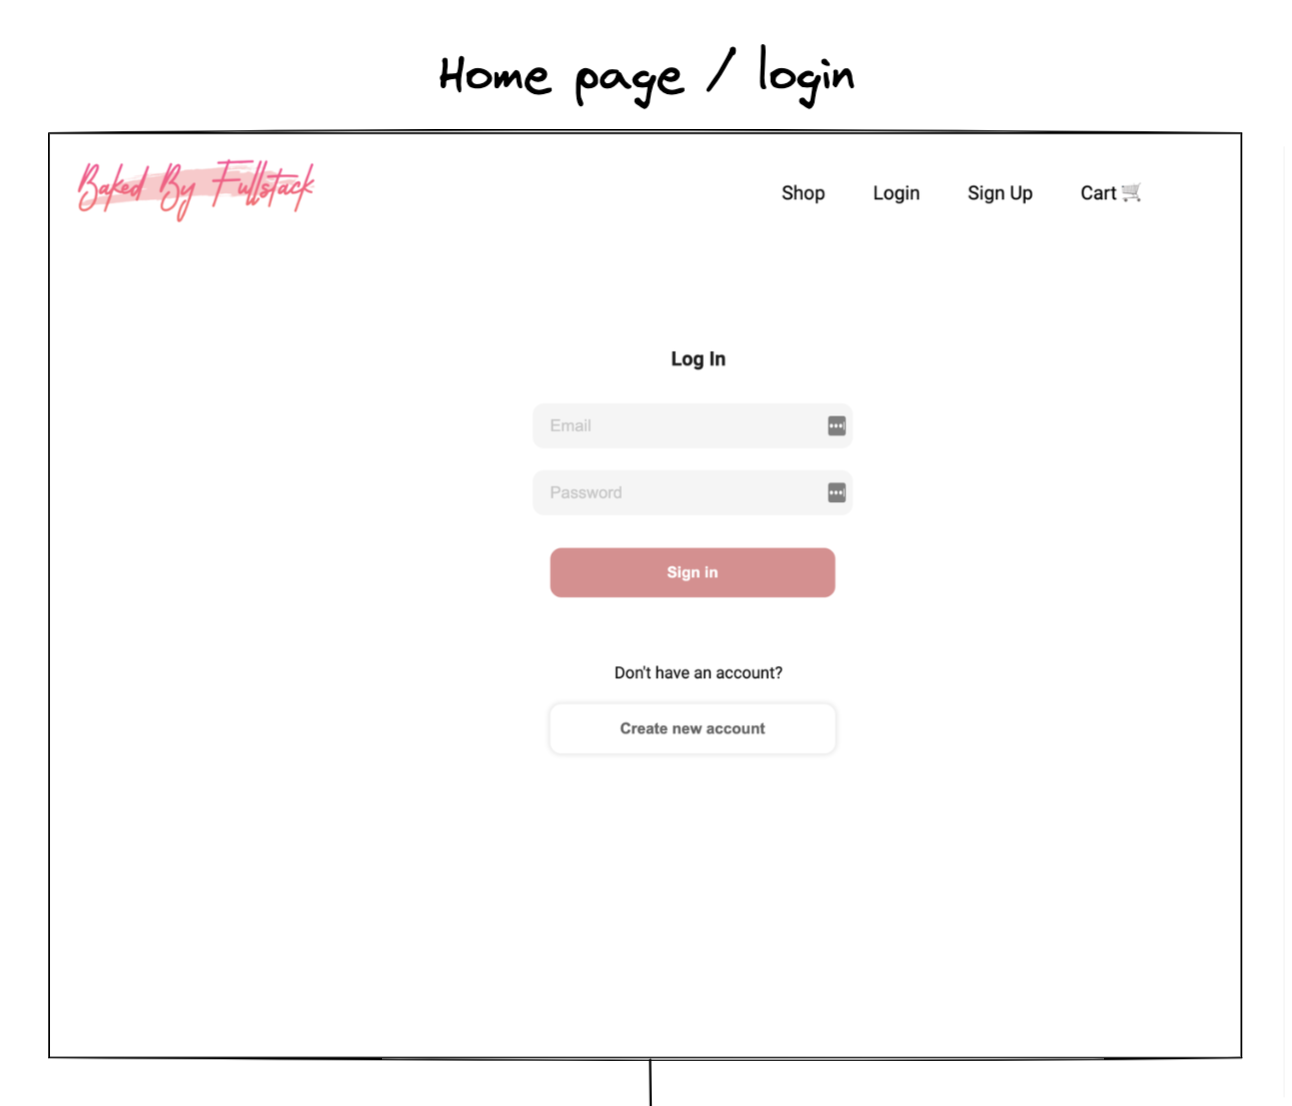 Home page / login
Baked By Fullstack
Shop Login Sign Up Cart
Log In
Email
Password
Sign in
Don't have an account?
Create new account